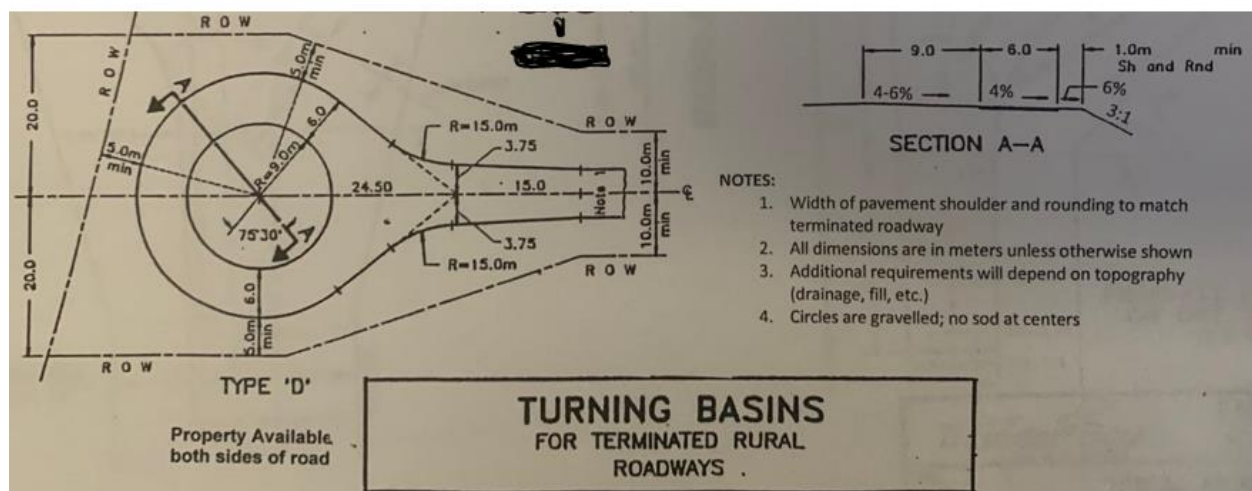 R O W
R O W
20.0
20.0
A
5.0m
min
5.0m
min
R=9.0m
6.0
R=15.0m
3.75
R O W
24.50
15.0
Note 1
10.0m
min
10.0m
min
℄
75°30'
A
3.75
R=15.0m
6.0
5.0m
min
R O W
R O W
TYPE 'D'
Property Available
both sides of road
9.0
6.0
1.0m min
Sh and Rnd
4-6%
4%
6%
3:1
SECTION A-A
NOTES:
1. Width of pavement shoulder and rounding to match
terminated roadway
2. All dimensions are in meters unless otherwise shown
3. Additional requirements will depend on topography
(drainage, fill, etc.)
4. Circles are gravelled; no sod at centers
TURNING BASINS
FOR TERMINATED RURAL
ROADWAYS .